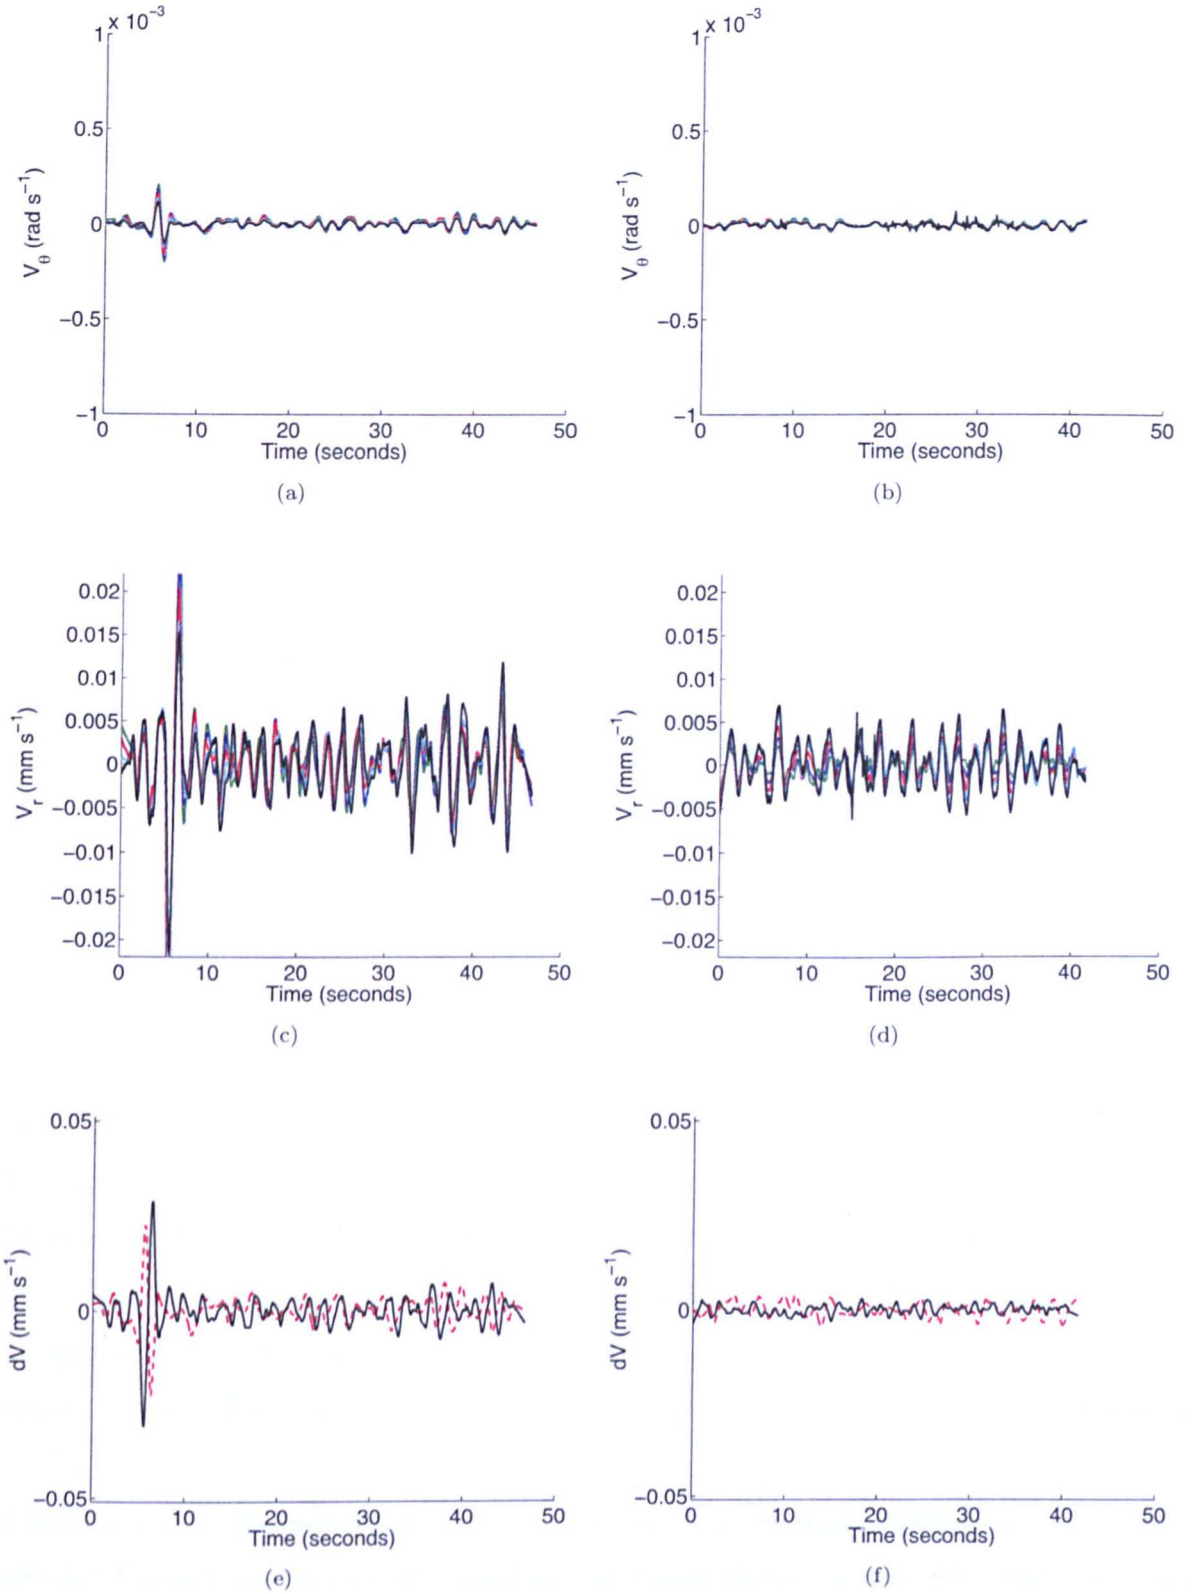 1 x 10⁻³
0.5
0
−0.5
−1
V_θ (rad s⁻¹)
0 10 20 30 40 50
Time (seconds)
(a)
1 x 10⁻³
0.5
0
−0.5
−1
V_θ (rad s⁻¹)
0 10 20 30 40 50
Time (seconds)
(b)
0.02
0.015
0.01
0.005
0
−0.005
−0.01
−0.015
−0.02
V_r (mm s⁻¹)
0 10 20 30 40 50
Time (seconds)
(c)
0.02
0.015
0.01
0.005
0
−0.005
−0.01
−0.015
−0.02
V_r (mm s⁻¹)
0 10 20 30 40 50
Time (seconds)
(d)
0.05
0
−0.05
dV (mm s⁻¹)
0 10 20 30 40 50
Time (seconds)
(e)
0.05
0
−0.05
dV (mm s⁻¹)
0 10 20 30 40 50
Time (seconds)
(f)